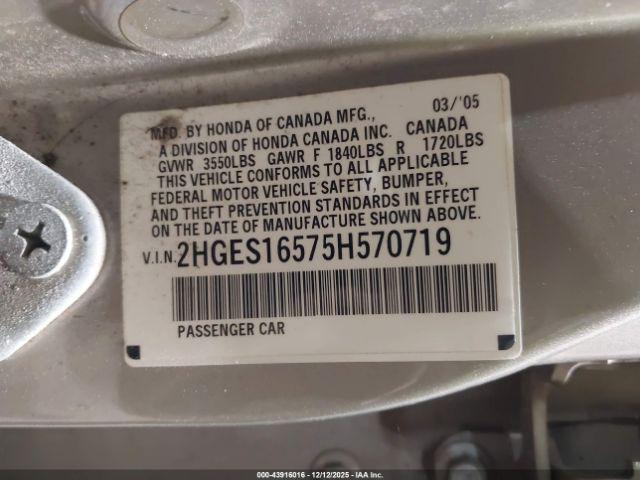 MFD. BY HONDA OF CANADA MFG., 03/'05
A DIVISION OF HONDA CANADA INC. CANADA
GVWR 3550LBS GAWR F 1840LBS R 1720LBS
THIS VEHICLE CONFORMS TO ALL APPLICABLE
FEDERAL MOTOR VEHICLE SAFETY, BUMPER,
AND THEFT PREVENTION STANDARDS IN EFFECT
ON THE DATE OF MANUFACTURE SHOWN ABOVE.
V.I.N. 2HGES16575H570719
PASSENGER CAR
000-43916016 - 12/12/2025 - IAA Inc.